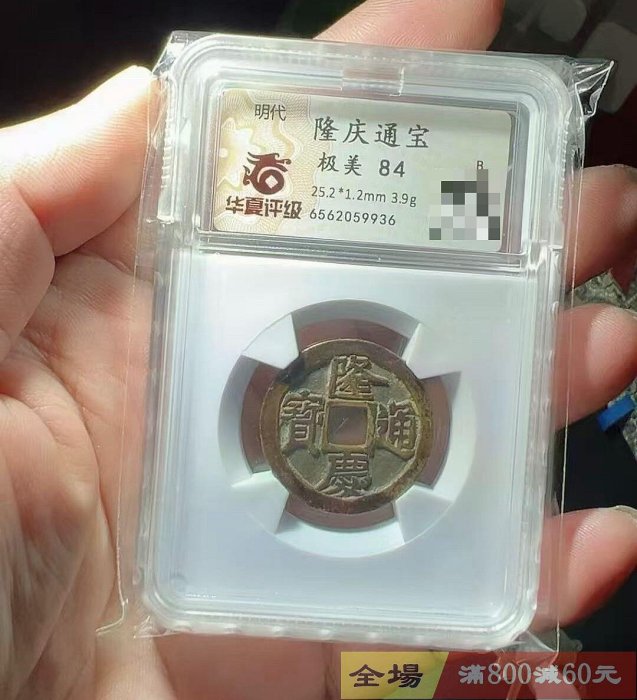 明代
隆庆通宝
极美 84
B
25.2*1.2mm 3.9g
华夏评级
6562059936
隆
寶 通
慶
全場 滿800減60元